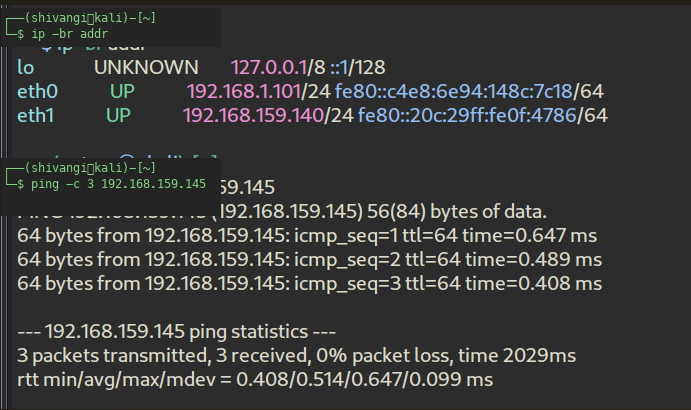 ┌──(shivangi㉿kali)-[~]
└─$ ip -br addr
$ ip -br addr
lo UNKNOWN 127.0.0.1/8 ::1/128
eth0 UP 192.168.1.101/24 fe80::c4e8:6e94:148c:7c18/64
eth1 UP 192.168.159.140/24 fe80::20c:29ff:fe0f:4786/64
┌──(shivangi㉿kali)-[~]
└─$ ping -c 3 192.168.159.145
59.145
(192.168.159.145) 56(84) bytes of data.
64 bytes from 192.168.159.145: icmp_seq=1 ttl=64 time=0.647 ms
64 bytes from 192.168.159.145: icmp_seq=2 ttl=64 time=0.489 ms
64 bytes from 192.168.159.145: icmp_seq=3 ttl=64 time=0.408 ms
--- 192.168.159.145 ping statistics ---
3 packets transmitted, 3 received, 0% packet loss, time 2029ms
rtt min/avg/max/mdev = 0.408/0.514/0.647/0.099 ms